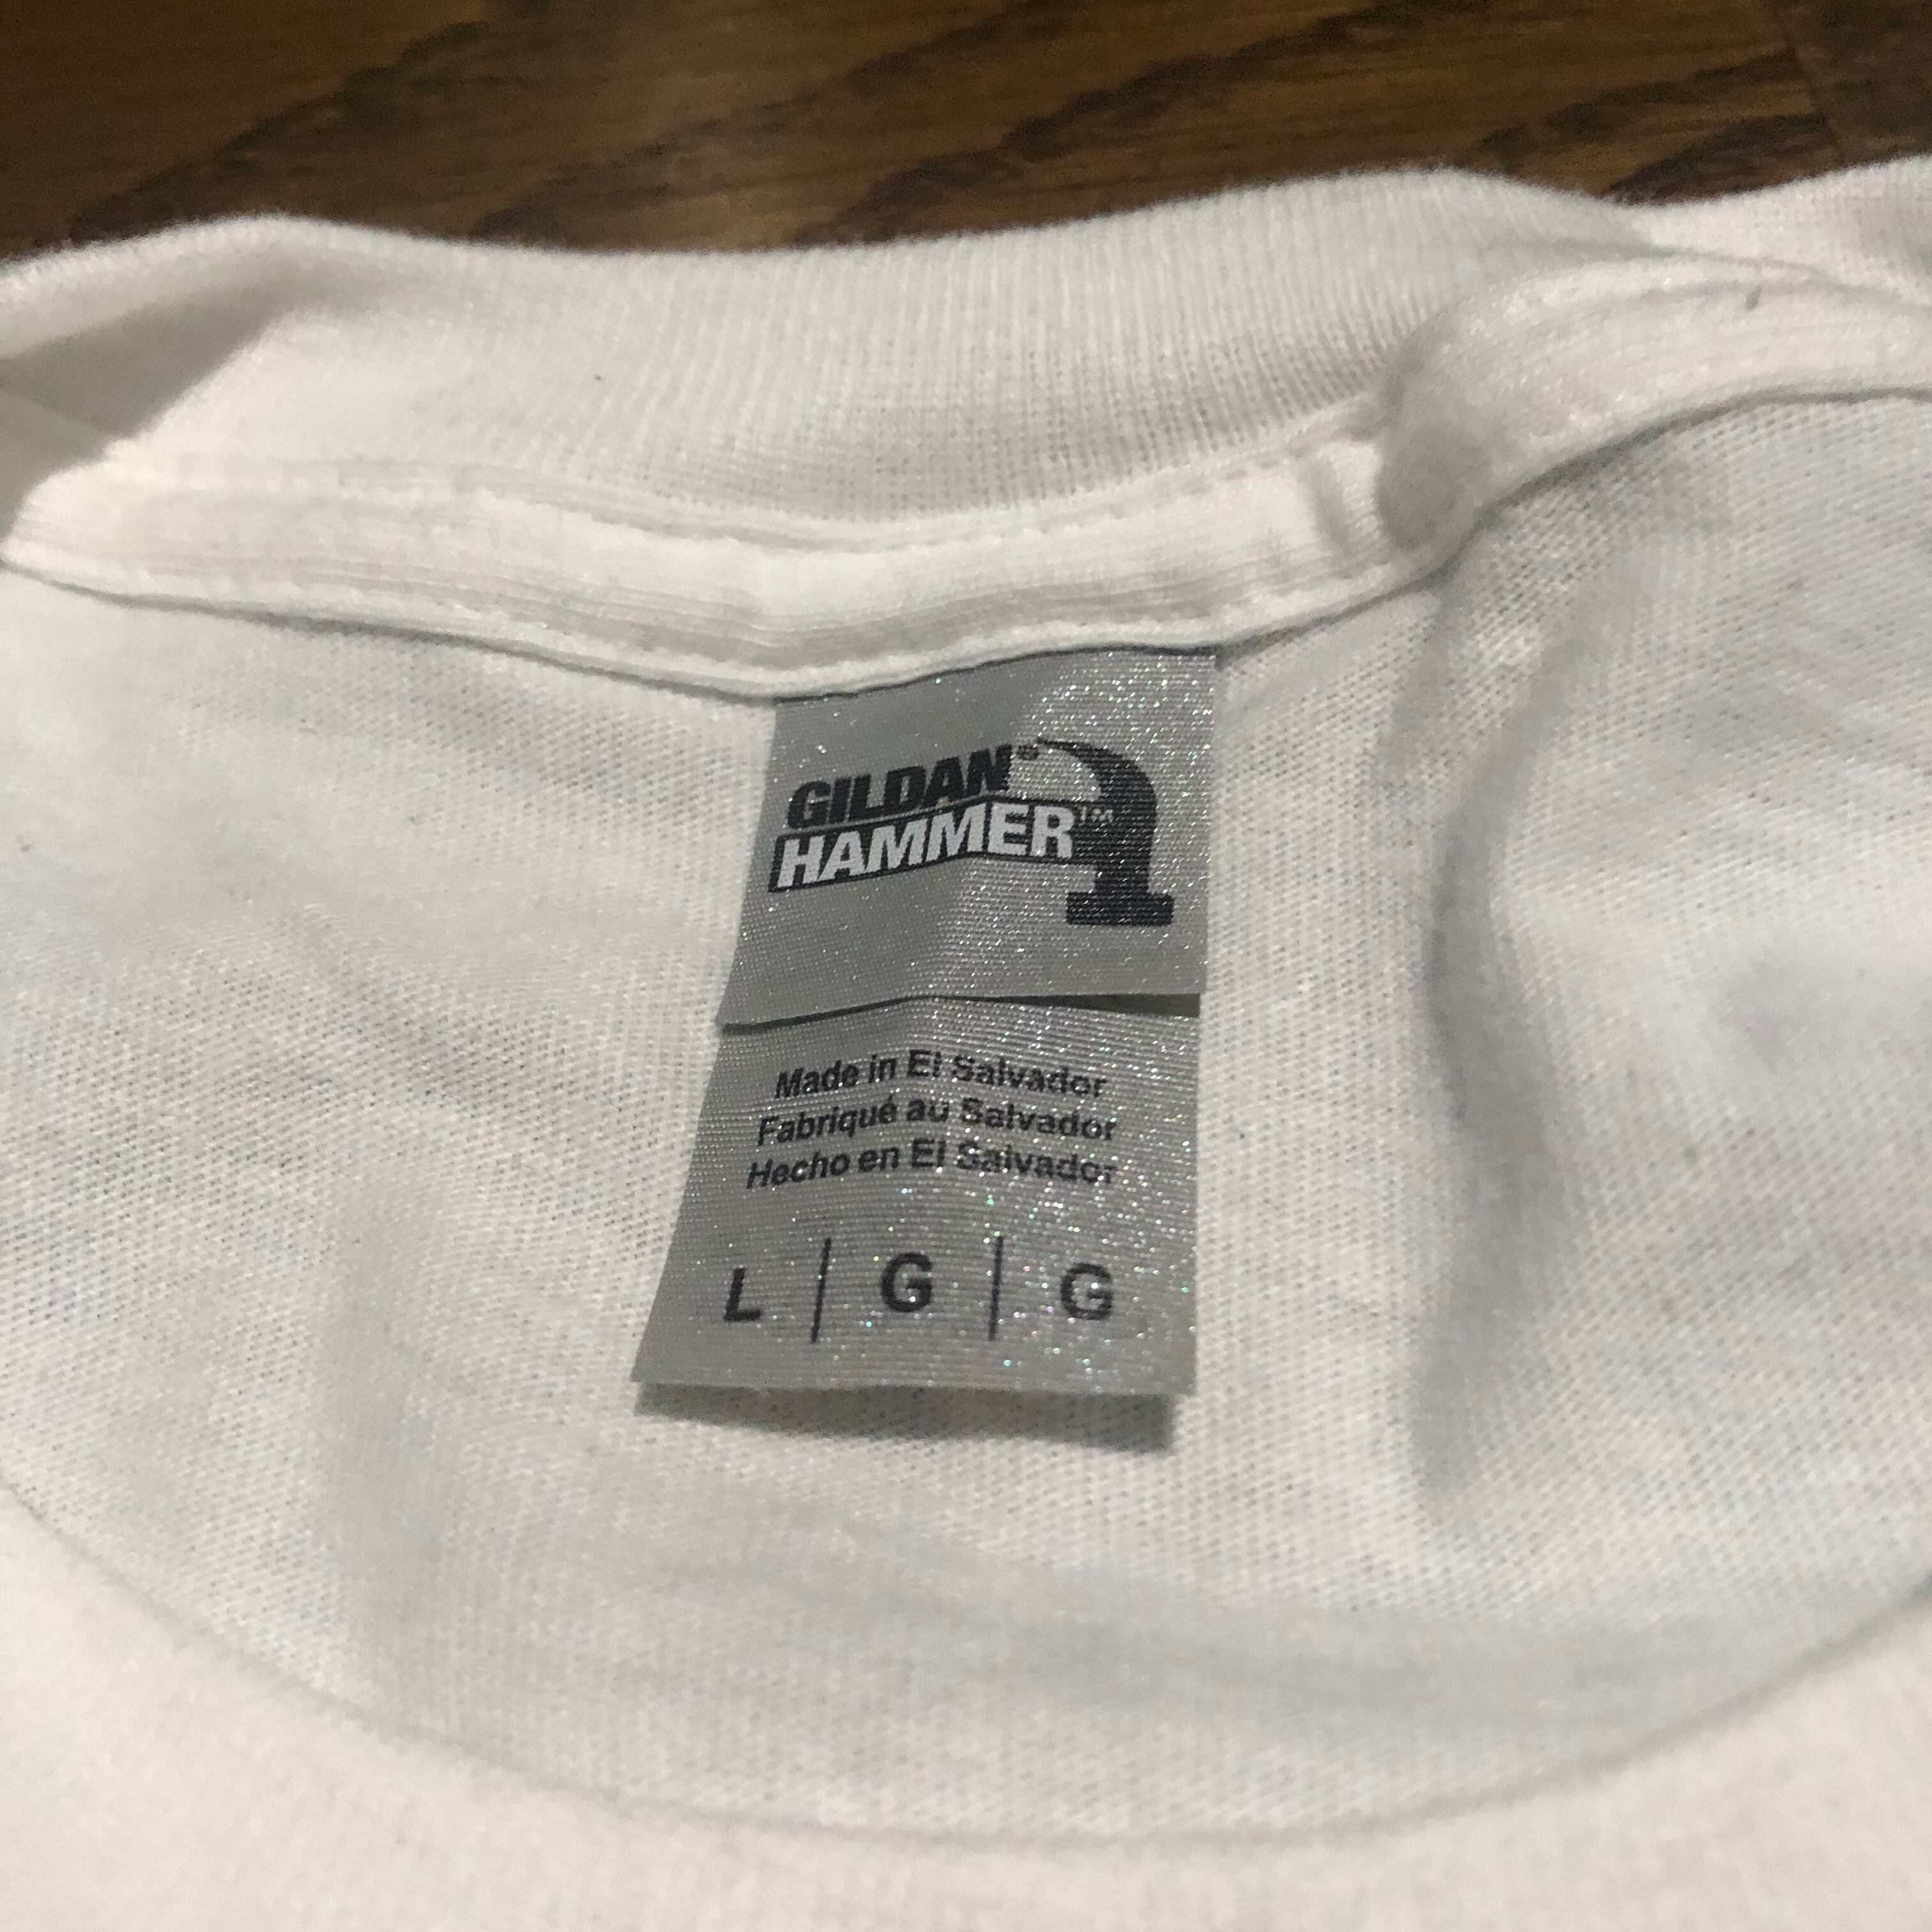 GILDAN®
HAMMER™
Made in El Salvador
Fabriqué au Salvador
Hecho en El Salvador
L | G | G